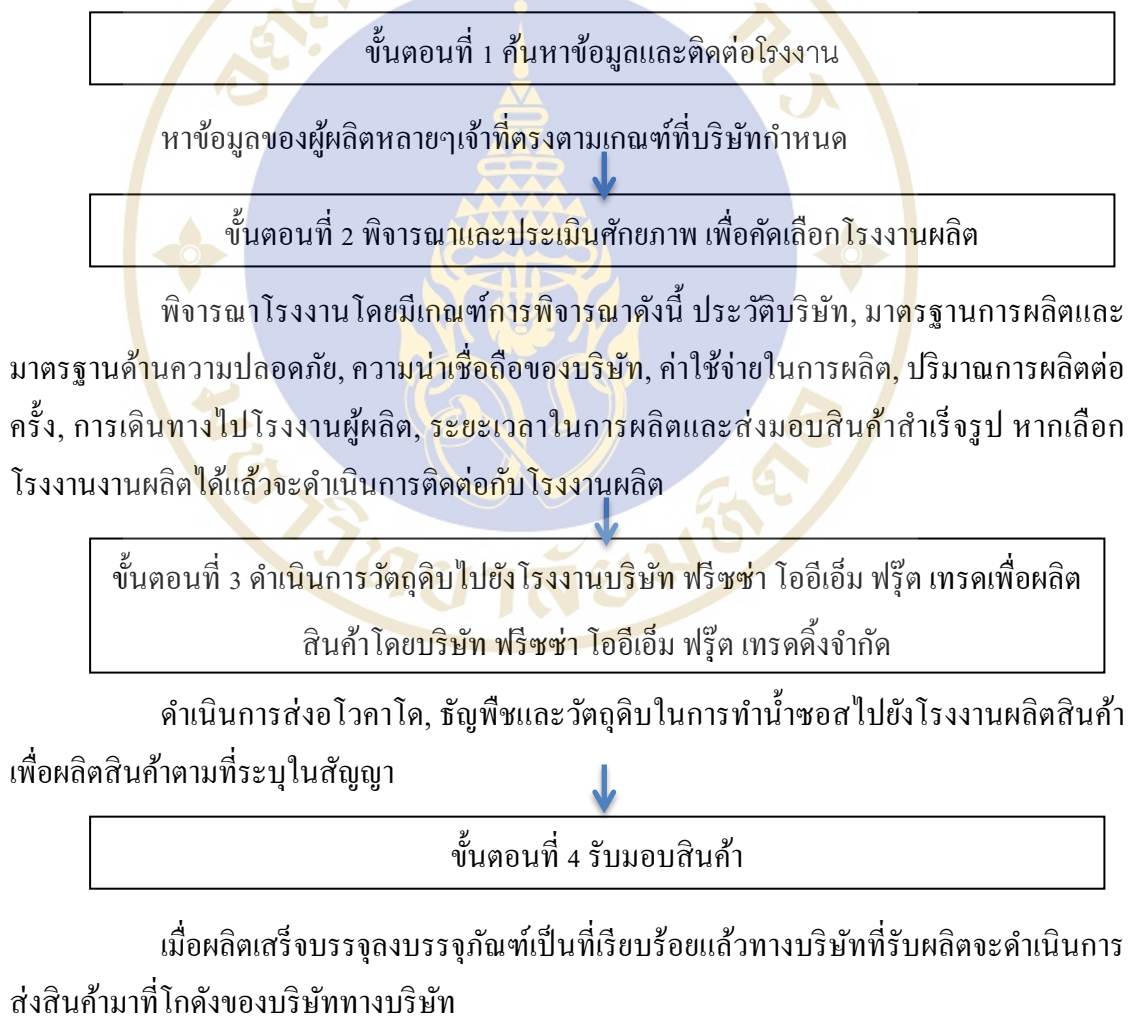 ขั้นตอนที่ 1 ค้นหาข้อมูลและติดต่อโรงงาน
หาข้อมูลของผู้ผลิตหลายๆเจ้าที่ตรงตามเกณฑ์ที่บริษัทกำหนด
ขั้นตอนที่ 2 พิจารณาและประเมินศักยภาพ เพื่อคัดเลือกโรงงานผลิต
พิจารณาโรงงานโดยมีเกณฑ์การพิจารณาดังนี้ ประวัติบริษัท, มาตรฐานการผลิตและ
มาตรฐานด้านความปลอดภัย, ความน่าเชื่อถือของบริษัท, ค่าใช้จ่ายในการผลิต, ปริมาณการผลิตต่อ
ครั้ง, การเดินทางไปโรงงานผู้ผลิต, ระยะเวลาในการผลิตและส่งมอบสินค้าสำเร็จรูป หากเลือก
โรงงานงานผลิตได้แล้วจะดำเนินการติดต่อกับโรงงานผลิต
ขั้นตอนที่ 3 ดำเนินการวัตถุดิบไปยังโรงงานบริษัท ฟรีซซ่า โออีเอ็ม ฟรุ๊ต เทรดเพื่อผลิต
สินค้าโดยบริษัท ฟรีซซ่า โออีเอ็ม ฟรุ๊ต เทรดดิ้งจำกัด
ดำเนินการส่งอโวคาโด, ธัญพืชและวัตถุดิบในการทำน้ำซอสไปยังโรงงานผลิตสินค้า
เพื่อผลิตสินค้าตามที่ระบุในสัญญา
ขั้นตอนที่ 4 รับมอบสินค้า
เมื่อผลิตเสร็จบรรจุลงบรรจุภัณฑ์เป็นที่เรียบร้อยแล้วทางบริษัทที่รับผลิตจะดำเนินการ
ส่งสินค้ามาที่โกดังของบริษัททางบริษัท